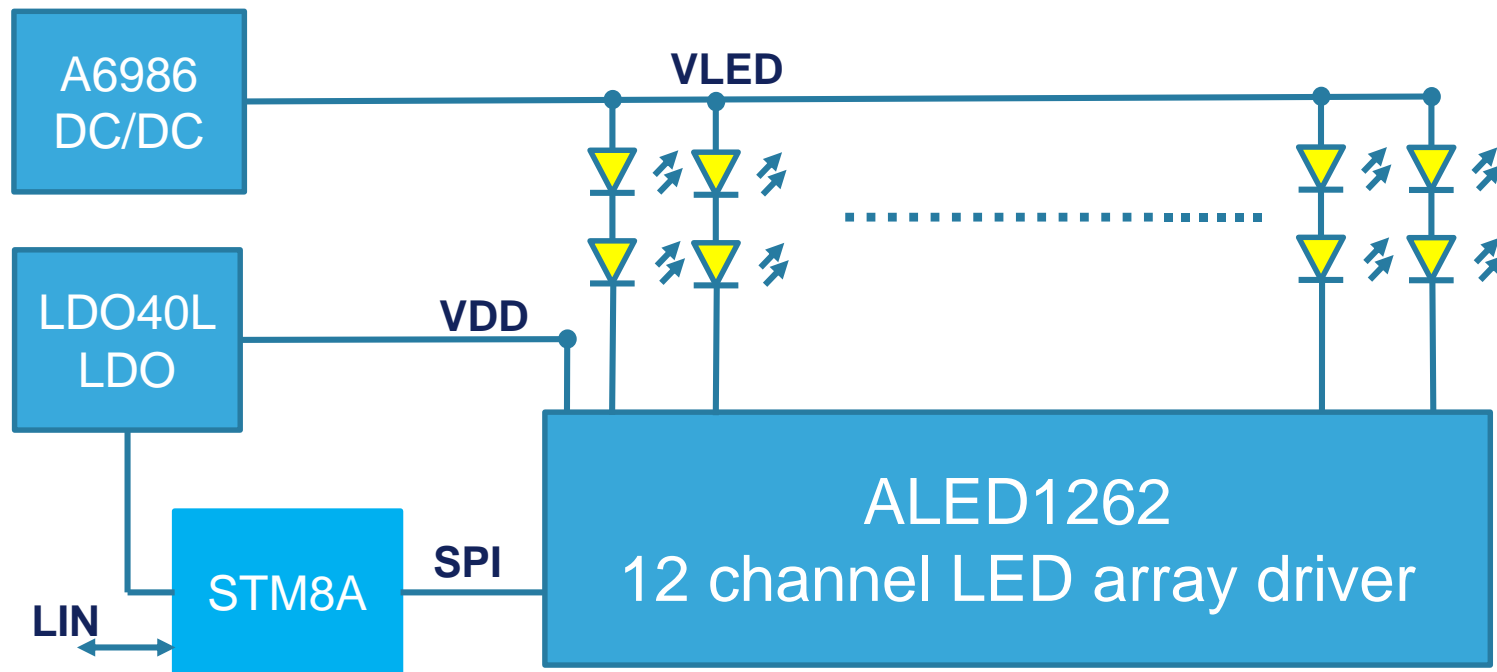 A6986
DC/DC
VLED
LDO40L
LDO
VDD
ALED1262
12 channel LED array driver
SPI
STM8A
LIN